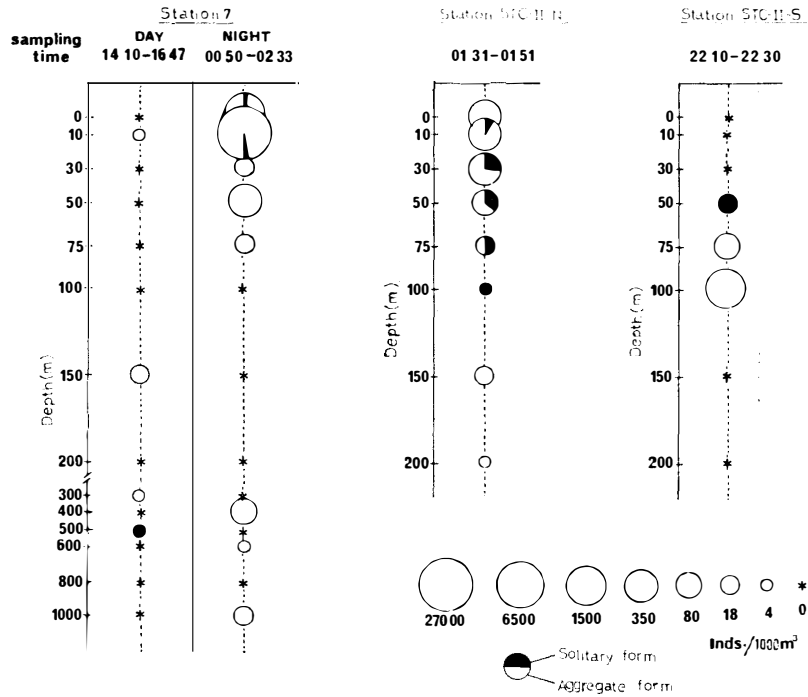 Station 7
Station STC-11-N
Station STC-11-S
sampling time
DAY
14 10-16 47
NIGHT
00 50-02 33
01 31-01 51
22 10-22 30
0
10
30
50
75
100
150
200
300
400
500
600
800
1000
Depth(m)
0
10
30
50
75
100
150
200
Depth(m)
0
10
30
50
75
100
150
200
Depth(m)
27000
6500
1500
350
80
18
4
0
Inds./1000m³
Solitary form
Aggregate form